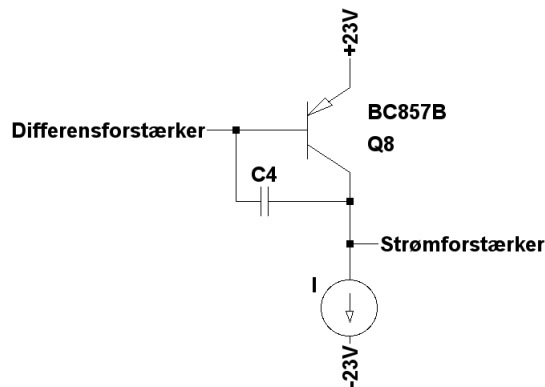 +23V
BC857B
Differensforstærker
Q8
C4
Strømforstærker
I
-23V